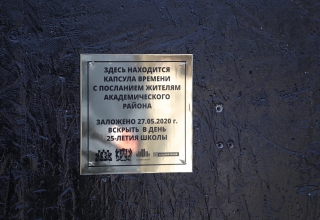 ЗДЕСЬ НАХОДИТСЯ
КАПСУЛА ВРЕМЕНИ
С ПОСЛАНИЕМ ЖИТЕЛЯМ
АКАДЕМИЧЕСКОГО
РАЙОНА
ЗАЛОЖЕНО 27.05.2020 г.
ВСКРЫТЬ В ДЕНЬ
25-ЛЕТИЯ ШКОЛЫ